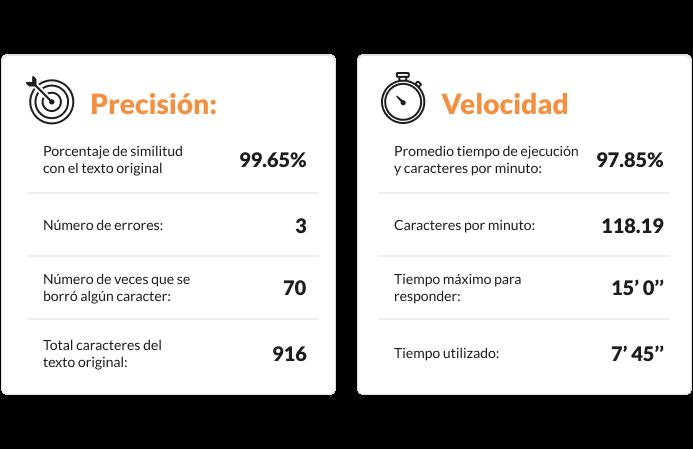 Precisión:
Porcentaje de similitud
con el texto original
99.65%
Número de errores:
3
Número de veces que se
borró algún caracter:
70
Total caracteres del
texto original:
916
Velocidad
Promedio tiempo de ejecución
y caracteres por minuto:
97.85%
Caracteres por minuto:
118.19
Tiempo máximo para
responder:
15’ 0”
Tiempo utilizado:
7’ 45”